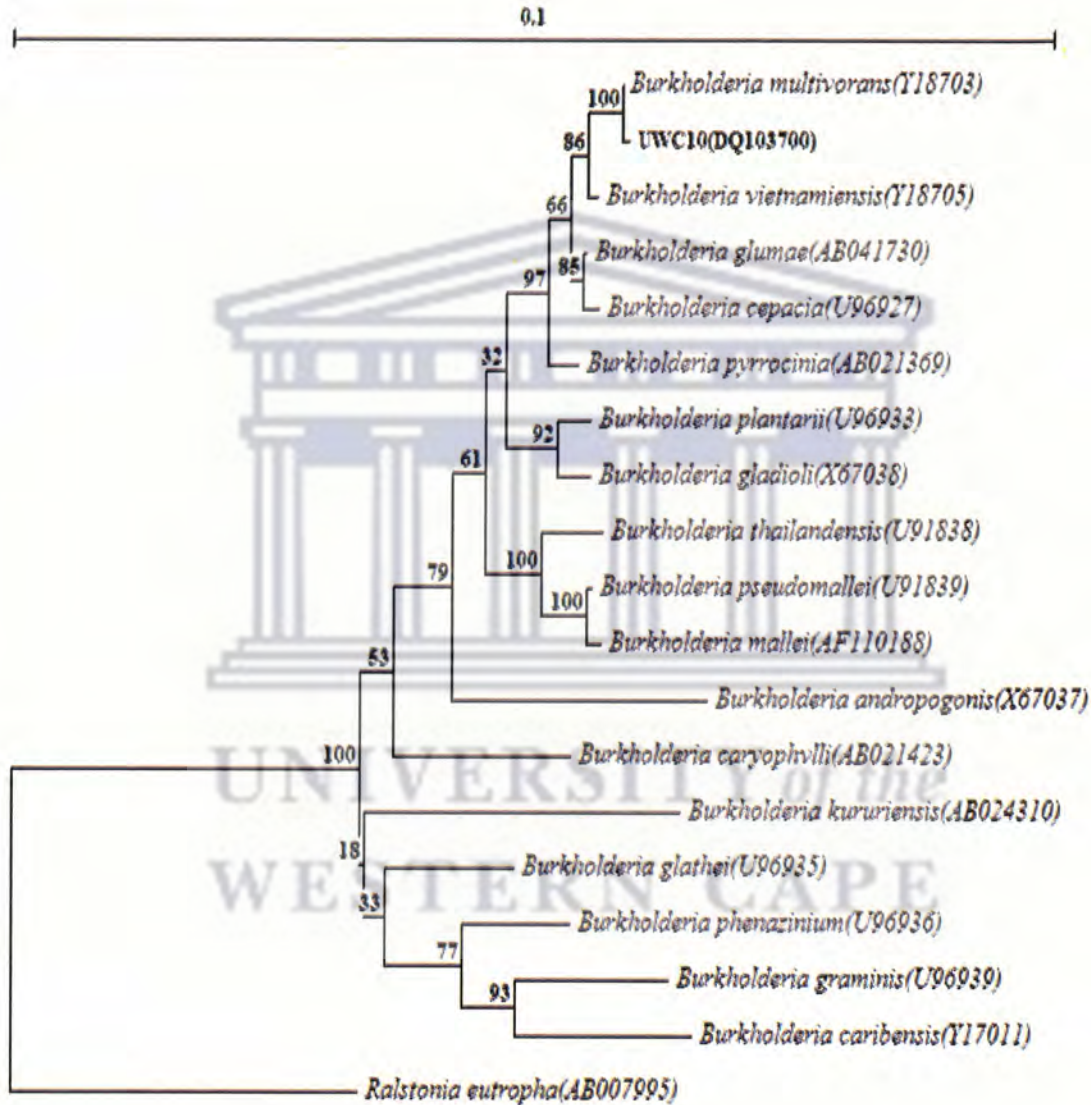 0.1
Burkholderia multivorans(Y18703)
100
UWC10(DQ103700)
86
Burkholderia vietnamiensis(Y18705)
66
Burkholderia glumae(AB041730)
85
97
Burkholderia cepacia(U96927)
32
Burkholderia pyrrocinia(AB021369)
Burkholderia plantarii(U96933)
92
61
Burkholderia gladioli(X67038)
Burkholderia thailandensis(U91838)
79
100
Burkholderia pseudomallei(U91839)
100
Burkholderia mallei(AF110188)
53
Burkholderia andropogonis(X67037)
100
Burkholderia caryophvlli(AB021423)
UNIVERSITY of the
Burkholderia kururiensis(AB024310)
18
Burkholderia glathei(U96935)
WESTERN CAPE
33
Burkholderia phenazinium(U96936)
77
Burkholderia graminis(U96939)
93
Burkholderia caribensis(Y17011)
Ralstonia eutropha(AB007995)